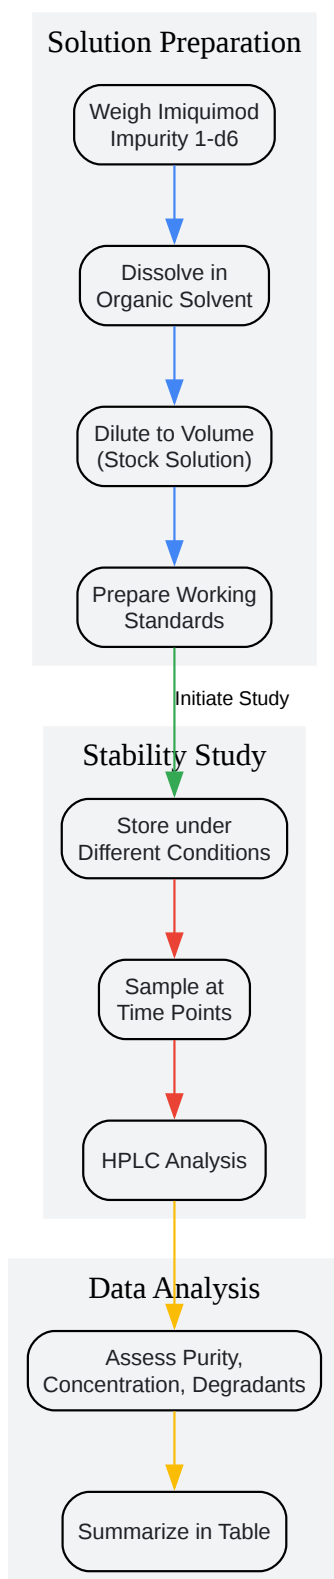 Solution Preparation
Weigh Imiquimod
Impurity 1-d6
Dissolve in
Organic Solvent
Dilute to Volume
(Stock Solution)
Prepare Working
Standards
Initiate Study
Stability Study
Store under
Different Conditions
Sample at
Time Points
HPLC Analysis
Data Analysis
Assess Purity,
Concentration, Degradants
Summarize in Table